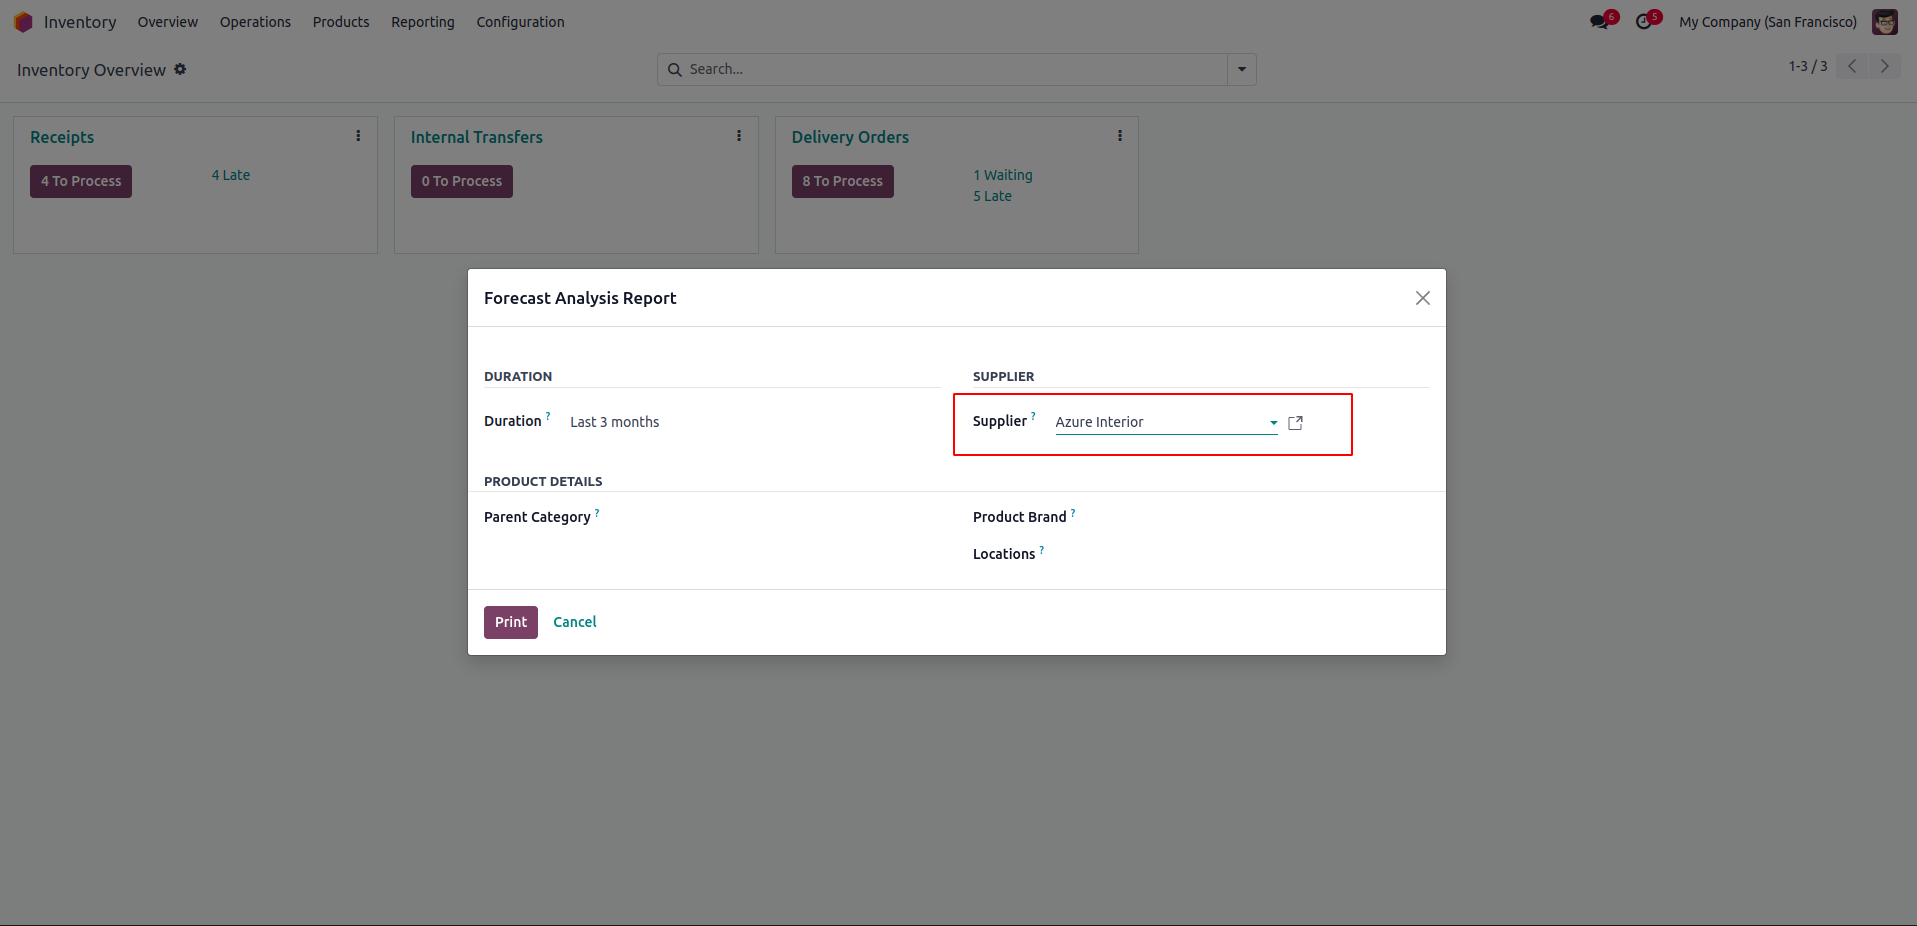 Inventory Overview Operations Products Reporting Configuration 6 5 My Company (San Francisco)
Inventory Overview Search... 1-3 / 3
Receipts Internal Transfers Delivery Orders
4 To Process 4 Late 0 To Process 8 To Process 1 Waiting
5 Late
Forecast Analysis Report
DURATION SUPPLIER
Duration ? Last 3 months Supplier ? Azure Interior
PRODUCT DETAILS
Parent Category ? Product Brand ?
Locations ?
Print Cancel